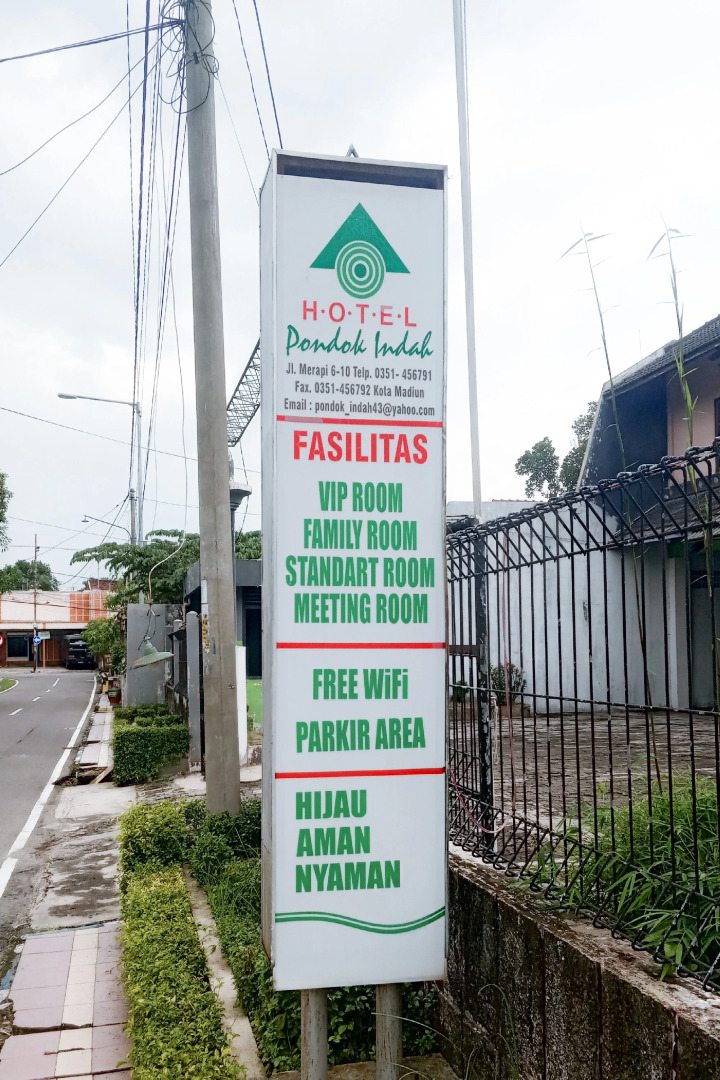 H·O·T·E·L
Pondok Indah
Jl. Merapi 6-10 Telp. 0351- 456791
Fax. 0351-456792 Kota Madiun
Email : pondok_indah43@yahoo.com
FASILITAS
VIP ROOM
FAMILY ROOM
STANDART ROOM
MEETING ROOM
FREE WiFi
PARKIR AREA
HIJAU
AMAN
NYAMAN